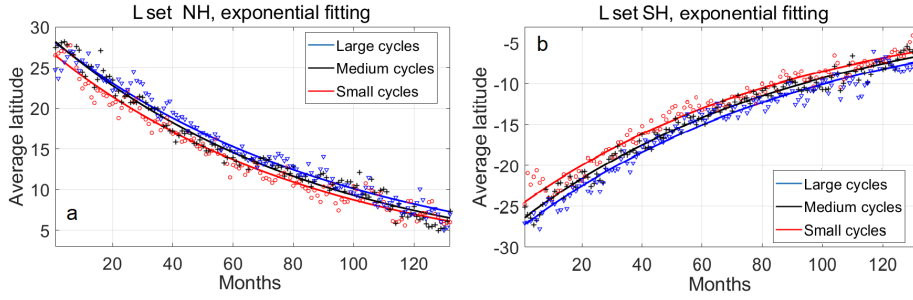 L set NH, exponential fitting
30
25
20
15
10
5
Average latitude
Large cycles
Medium cycles
Small cycles
a
20
40
60
80
100
120
Months
L set SH, exponential fitting
-5
-10
-15
-20
-25
-30
Average latitude
b
Large cycles
Medium cycles
Small cycles
20
40
60
80
100
120
Months